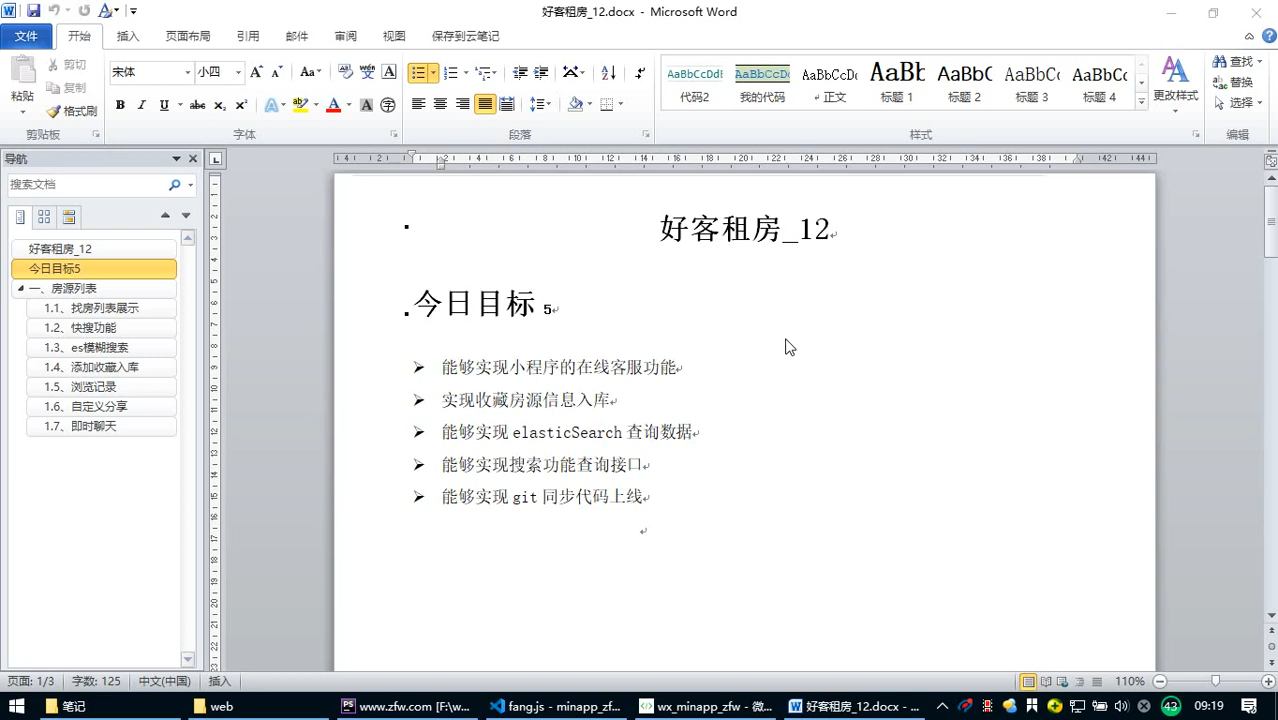 好客租房_12.docx - Microsoft Word
文件 开始 插入 页面布局 引用 邮件 审阅 视图 保存到云笔记
粘贴 剪切 复制 格式刷 剪贴板
宋体 小四 字体
段落
AaBbCcDdE 代码2
AaBbCcDc 我的代码
AaBbCcDc 正文
AaBb 标题 1
AaBbC 标题 2
AaBbCcD 标题 3
AaBbC 标题 4
更改样式 样式
查找 替换 选择 编辑
导航
搜索文档
好客租房_12
今日目标5
一、房源列表
1.1、找房列表展示
1.2、快搜功能
1.3、es模糊搜索
1.4、添加收藏入库
1.5、浏览记录
1.6、自定义分享
1.7、即时聊天
好客租房_12
今日目标 5
能够实现小程序的在线客服功能
实现收藏房源信息入库
能够实现 elasticSearch 查询数据
能够实现搜索功能查询接口
能够实现 git 同步代码上线
页面: 1/3 字数: 125 中文(中国) 插入 110%
笔记 web www.zfw.com [F:\w... fang.js - minapp_zf... wx_minapp_zfw - 微... 好客租房_12.docx - ... 43 09:19